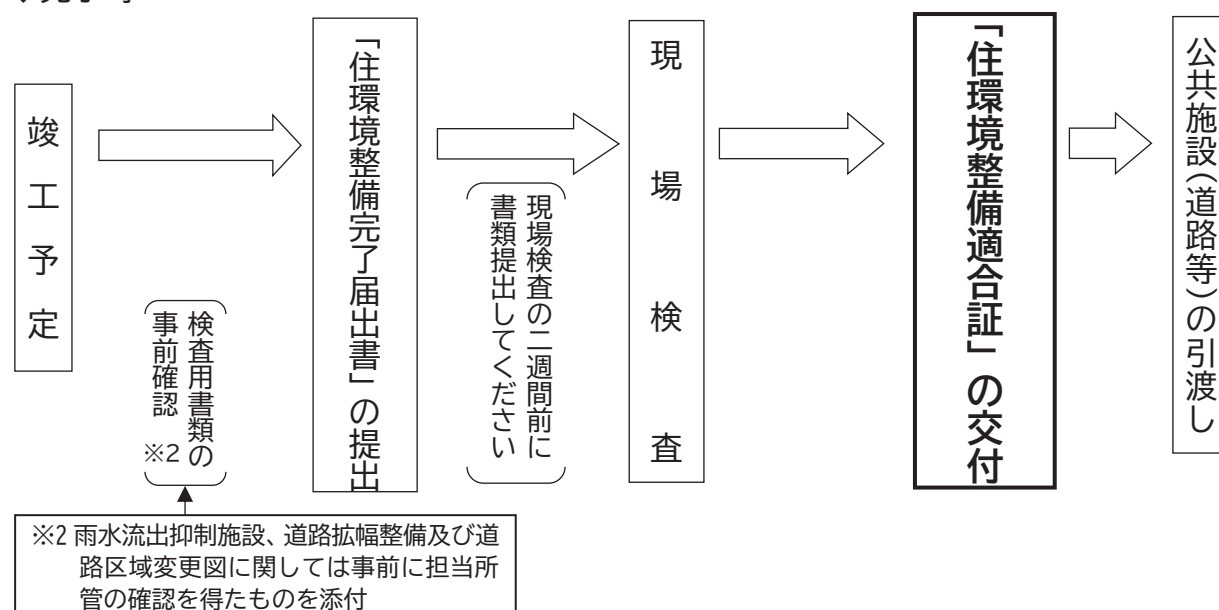 竣工予定
検査用書類の
事前確認 ※2
「住環境整備完了届出書」の提出
現場検査の二週間前に
書類提出してください
現場検査
「住環境整備適合証」の交付
公共施設(道路等)の引渡し
※2 雨水流出抑制施設、道路拡幅整備及び道
路区域変更図に関しては事前に担当所
管の確認を得たものを添付